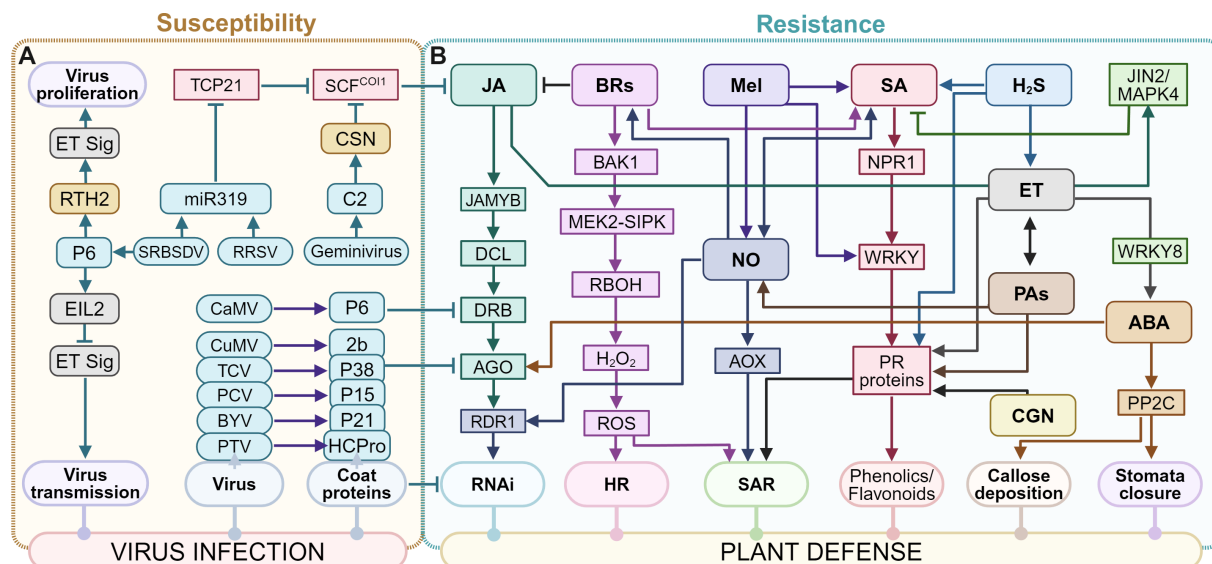 Susceptibility
Resistance
A
Virus
proliferation
ET Sig
RTH2
P6
EIL2
ET Sig
Virus
transmission
TCP21
SCF^COI1
CSN
miR319
C2
SRBSDV
RRSV
Geminivirus
CaMV
P6
CuMV
2b
TCV
P38
PCV
P15
BYV
P21
PTV
HCPro
Virus
Coat
proteins
VIRUS INFECTION
B
JA
BRs
Mel
SA
H₂S
JIN2/
MAPK4
BAK1
NPR1
ET
JAMYB
MEK2-SIPK
DCL
NO
WRKY
WRKY8
RBOH
PAs
DRB
ABA
H₂O₂
AOX
PR
proteins
AGO
CGN
PP2C
RDR1
ROS
RNAi
HR
SAR
Phenolics/
Flavonoids
Callose
deposition
Stomata
closure
PLANT DEFENSE